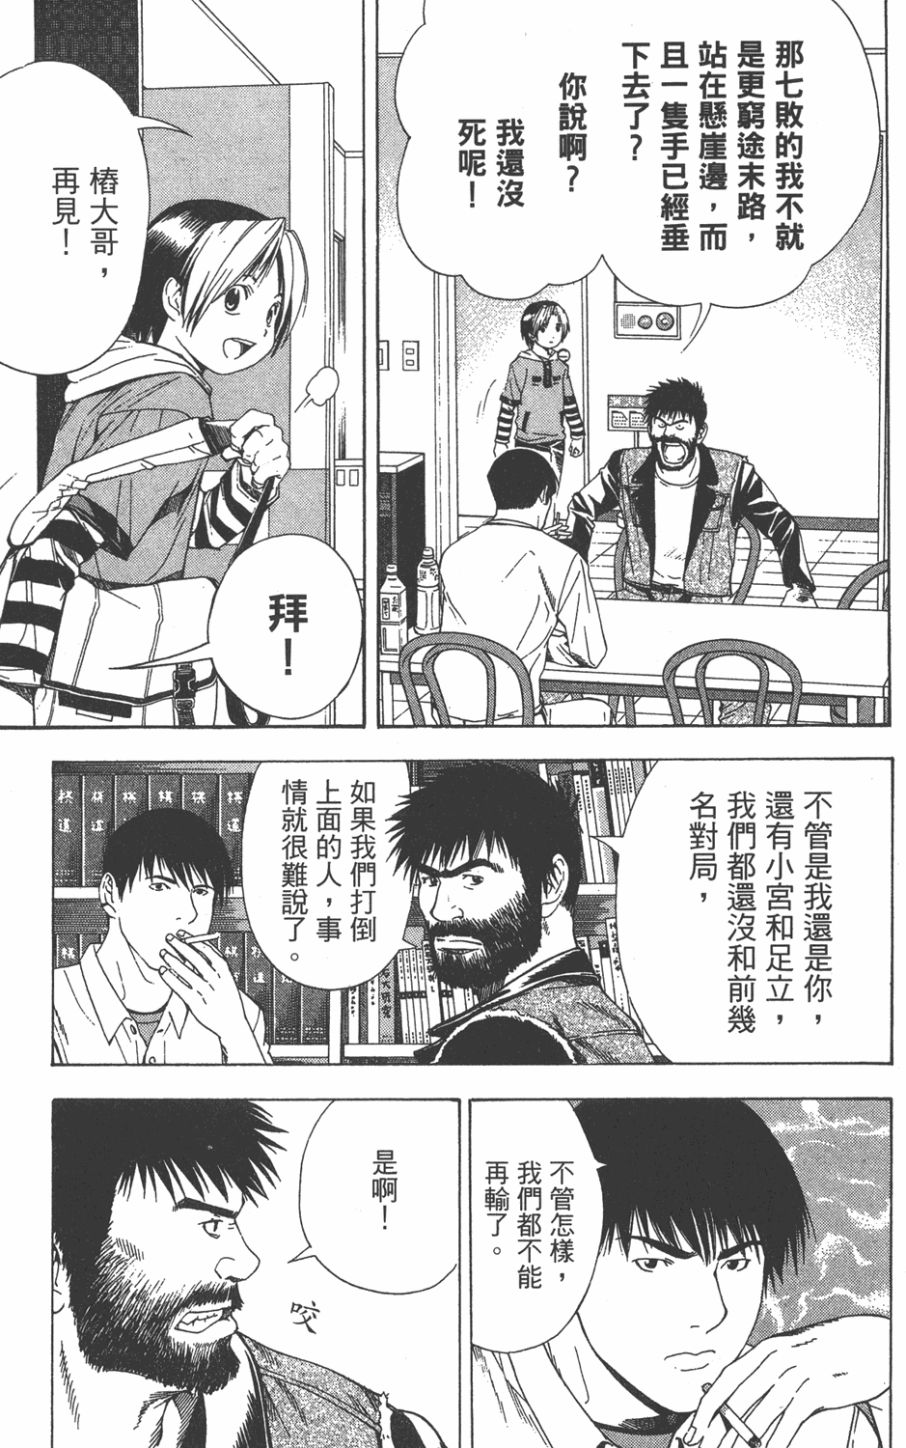 那七敗的我不就
是更窮途末路，
站在懸崖邊，而
且一隻手已經垂
下去了？
你說啊？
我還沒
死呢！
樁大哥，
再見！
拜！
不管是我還是你，
還有小宮和足立，
我們都還沒和前幾
名對局，
如果我們打倒
上面的人，事
情就很難說了。
不管怎樣，
我們都不能
再輸了。
是啊！
咬